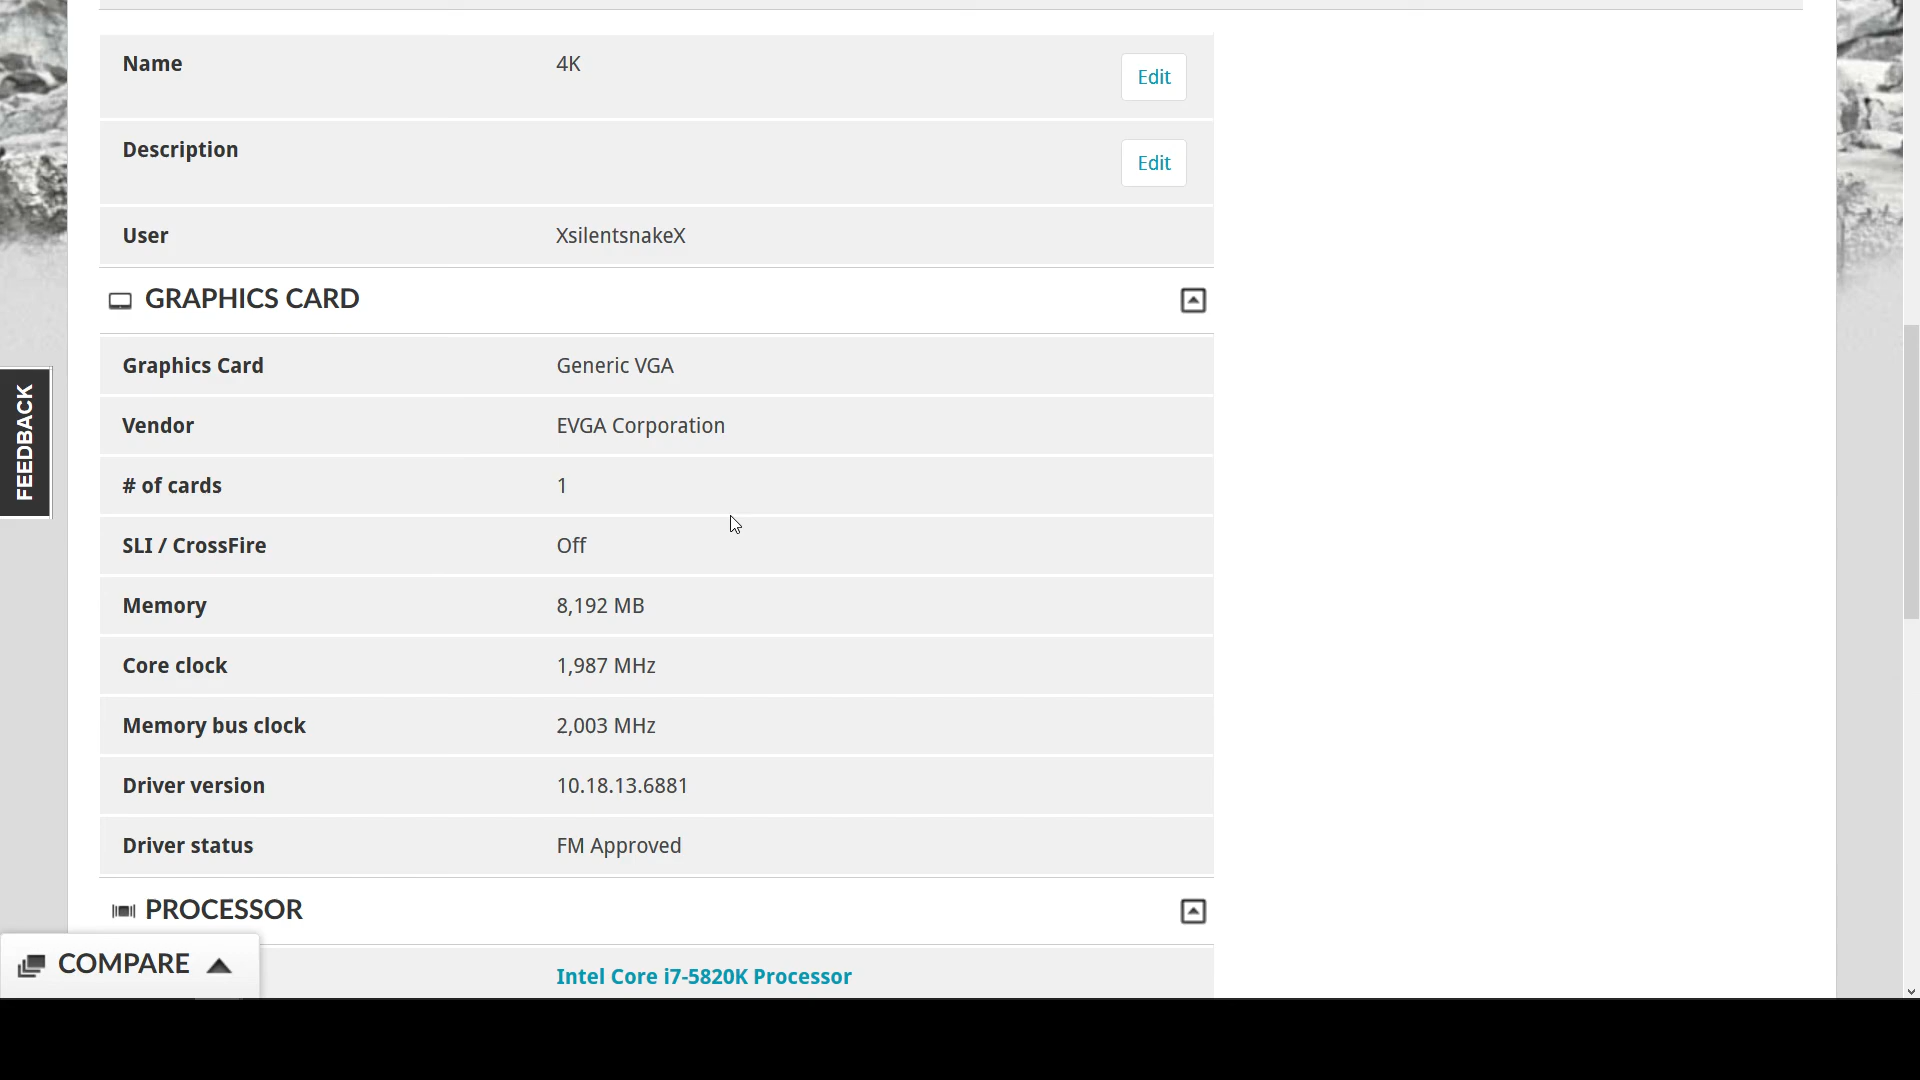 Name 4K Edit
Description Edit
User XsilentsnakeX
GRAPHICS CARD
Graphics Card Generic VGA
Vendor EVGA Corporation
# of cards 1
SLI / CrossFire Off
Memory 8,192 MB
Core clock 1,987 MHz
Memory bus clock 2,003 MHz
Driver version 10.18.13.6881
Driver status FM Approved
PROCESSOR
Intel Core i7-5820K Processor
FEEDBACK
COMPARE